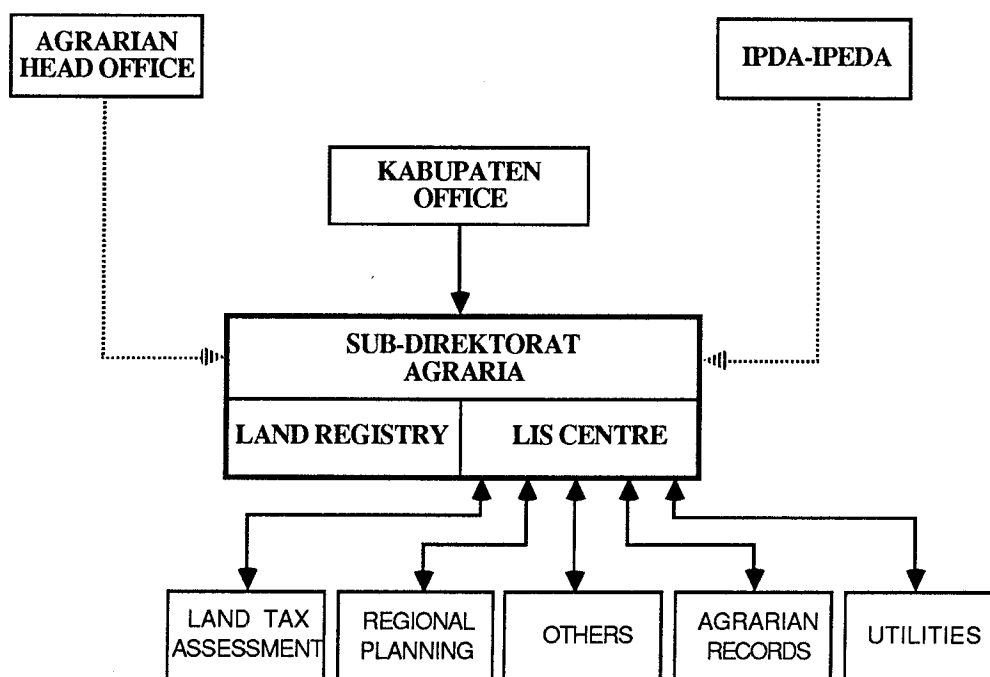 AGRARIAN
HEAD OFFICE
IPDA-IPEDA
KABUPATEN
OFFICE
SUB-DIREKTORAT
AGRARIA
LAND REGISTRY
LIS CENTRE
LAND TAX
ASSESSMENT
REGIONAL
PLANNING
OTHERS
AGRARIAN
RECORDS
UTILITIES